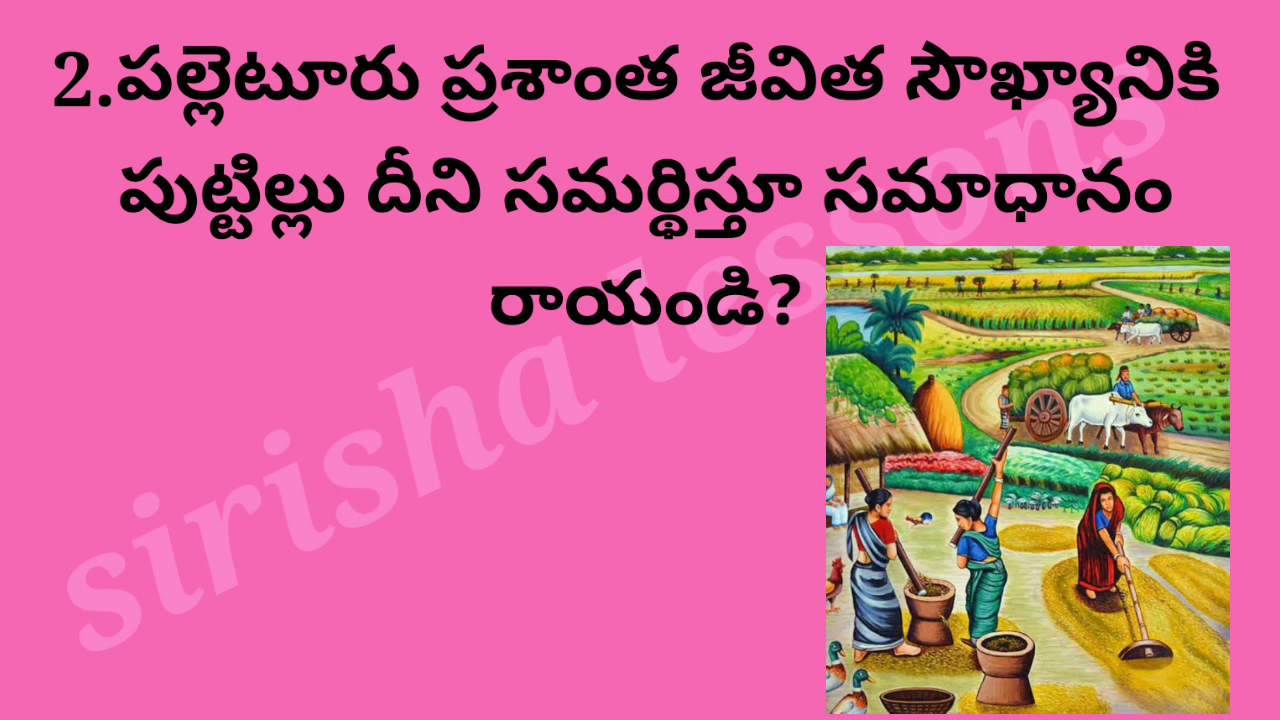 2.పల్లెటూరు ప్రశాంత జీవిత సౌఖ్యానికి
పుట్టిల్లు దీని సమర్థిస్తూ సమాధానం
రాయండి?
sirisha lessons